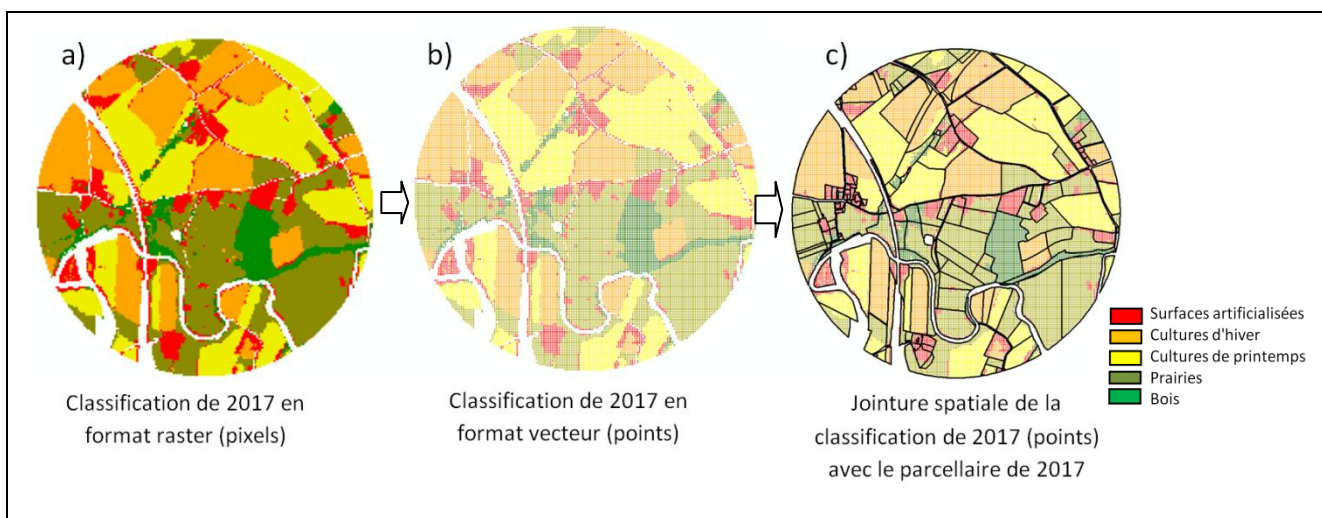 a)
b)
c)
Surfaces artificialisées
Cultures d'hiver
Cultures de printemps
Prairies
Bois
Classification de 2017 en
format raster (pixels)
Classification de 2017 en
format vecteur (points)
Jointure spatiale de la
classification de 2017 (points)
avec le parcellaire de 2017